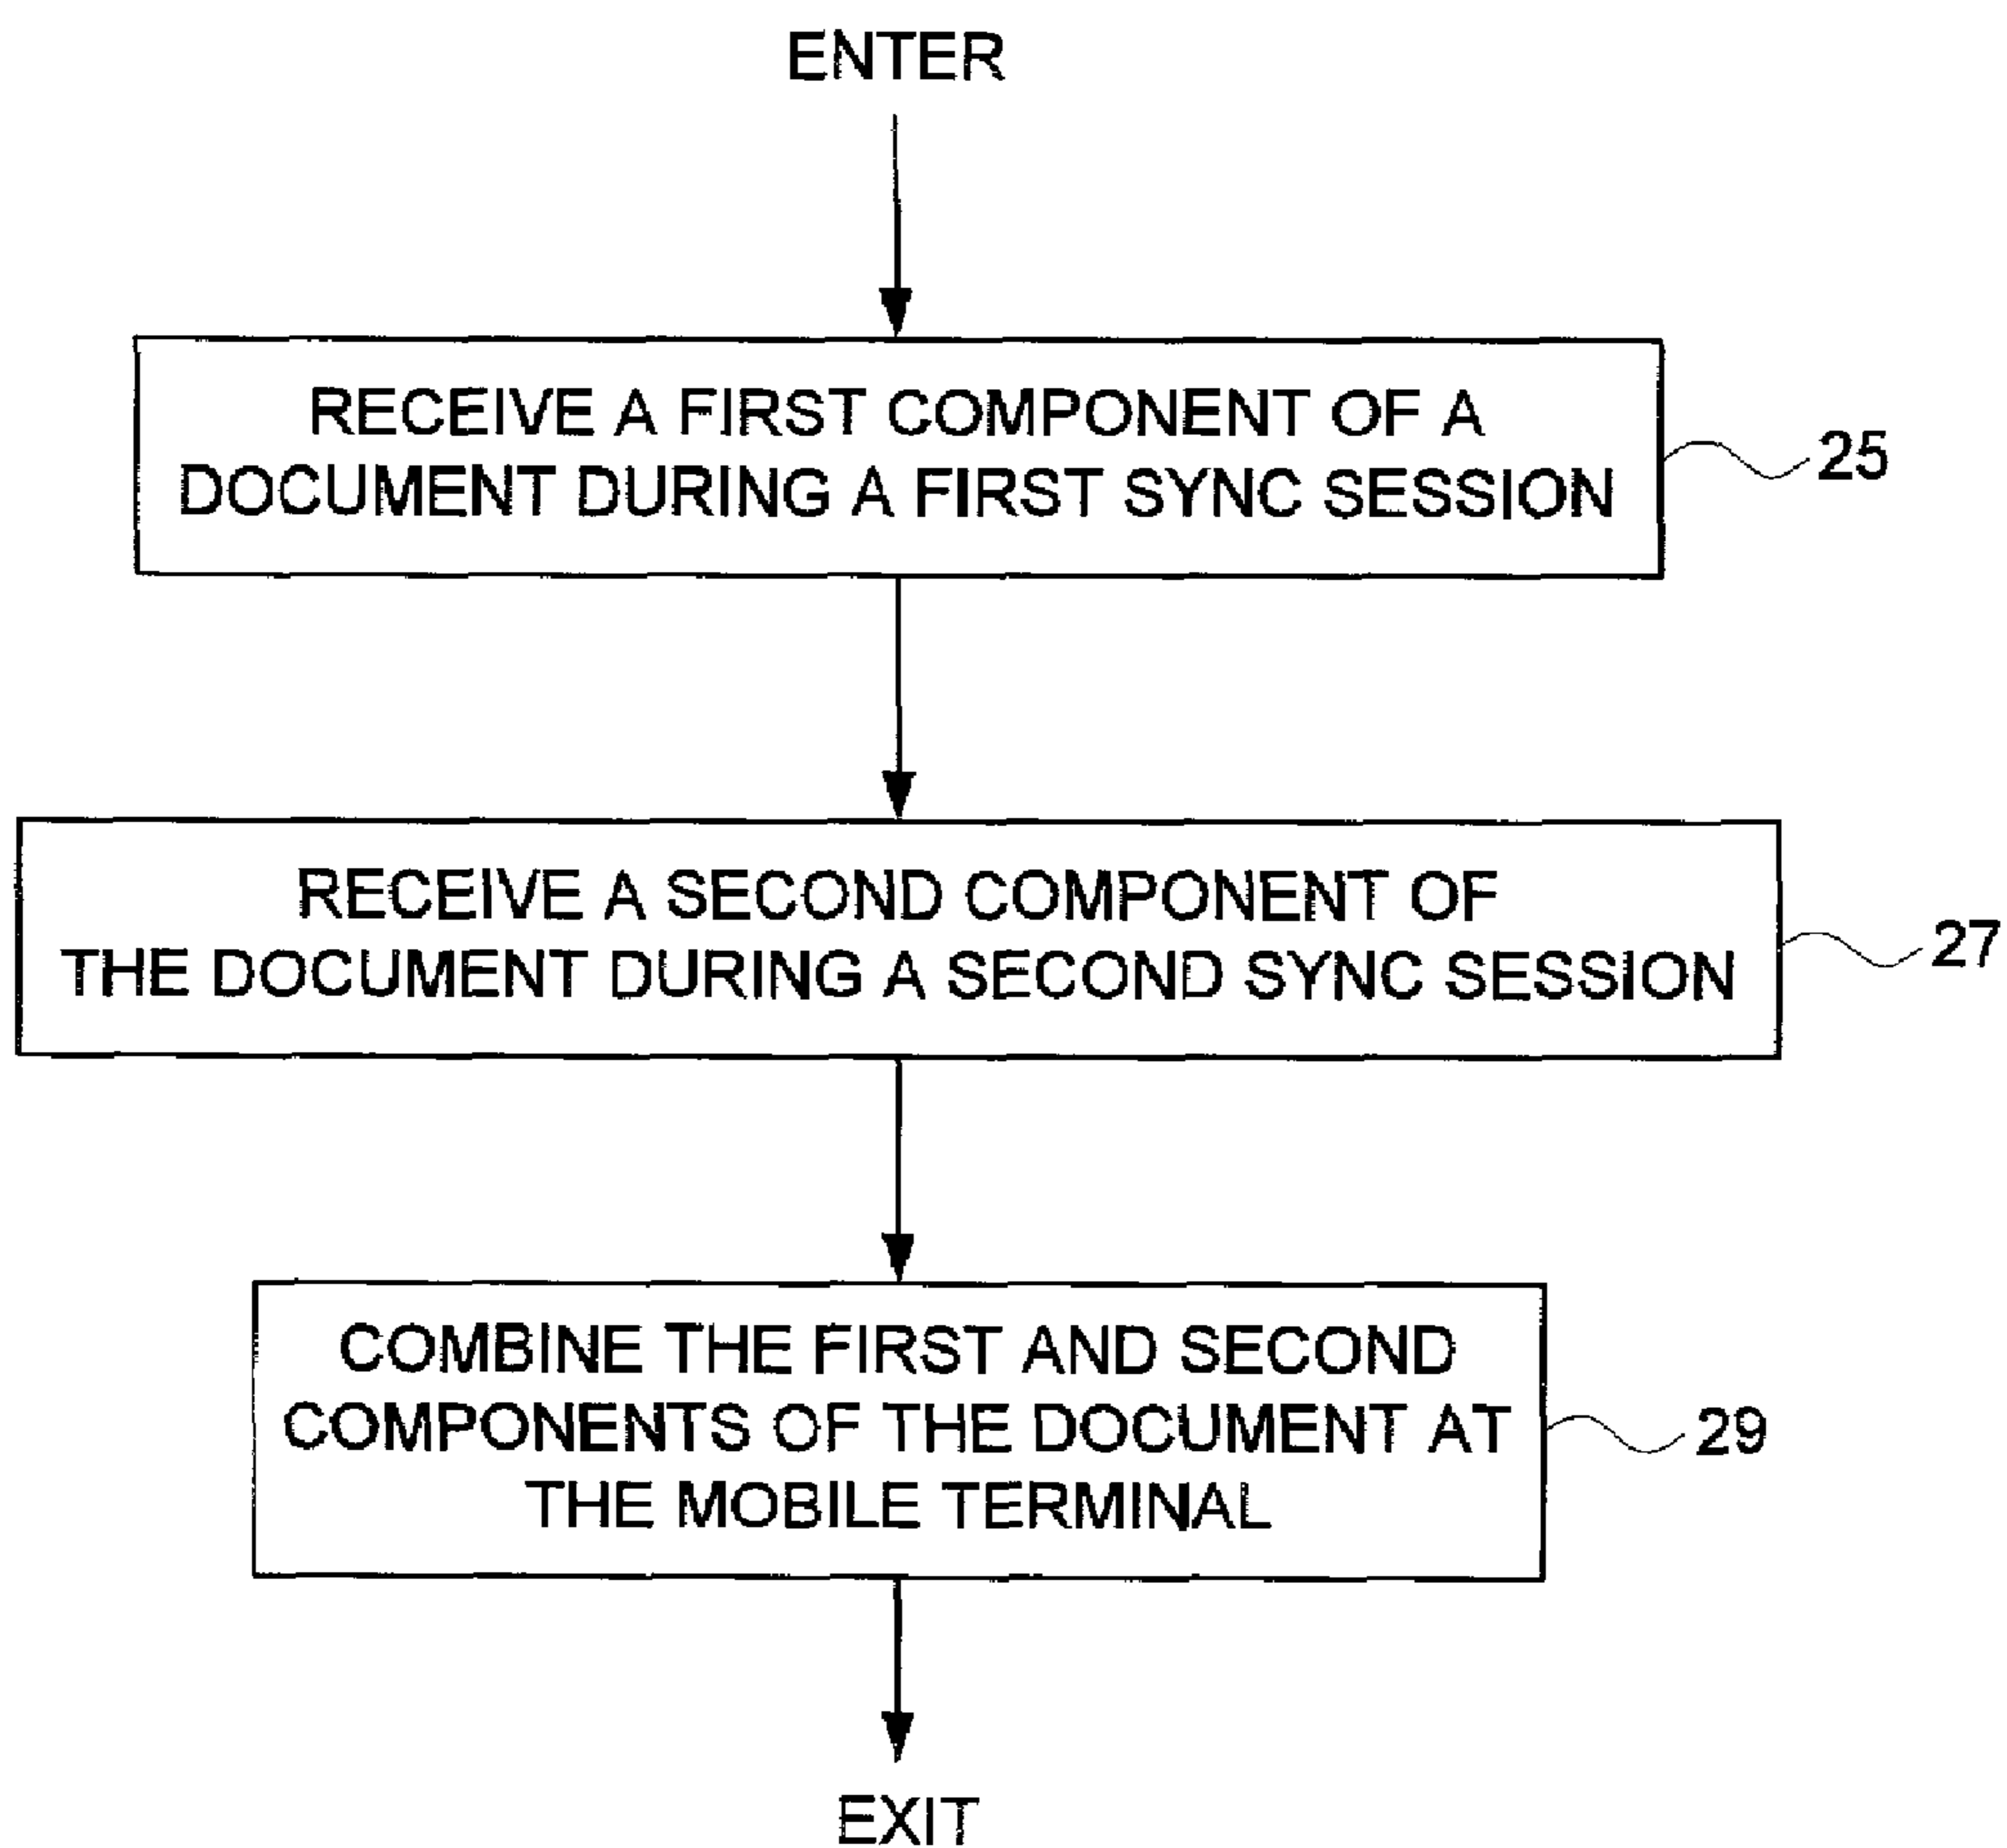 ENTER
RECEIVE A FIRST COMPONENT OF A
DOCUMENT DURING A FIRST SYNC SESSION
25
RECEIVE A SECOND COMPONENT OF
THE DOCUMENT DURING A SECOND SYNC SESSION
27
COMBINE THE FIRST AND SECOND
COMPONENTS OF THE DOCUMENT AT
THE MOBILE TERMINAL
29
EXIT